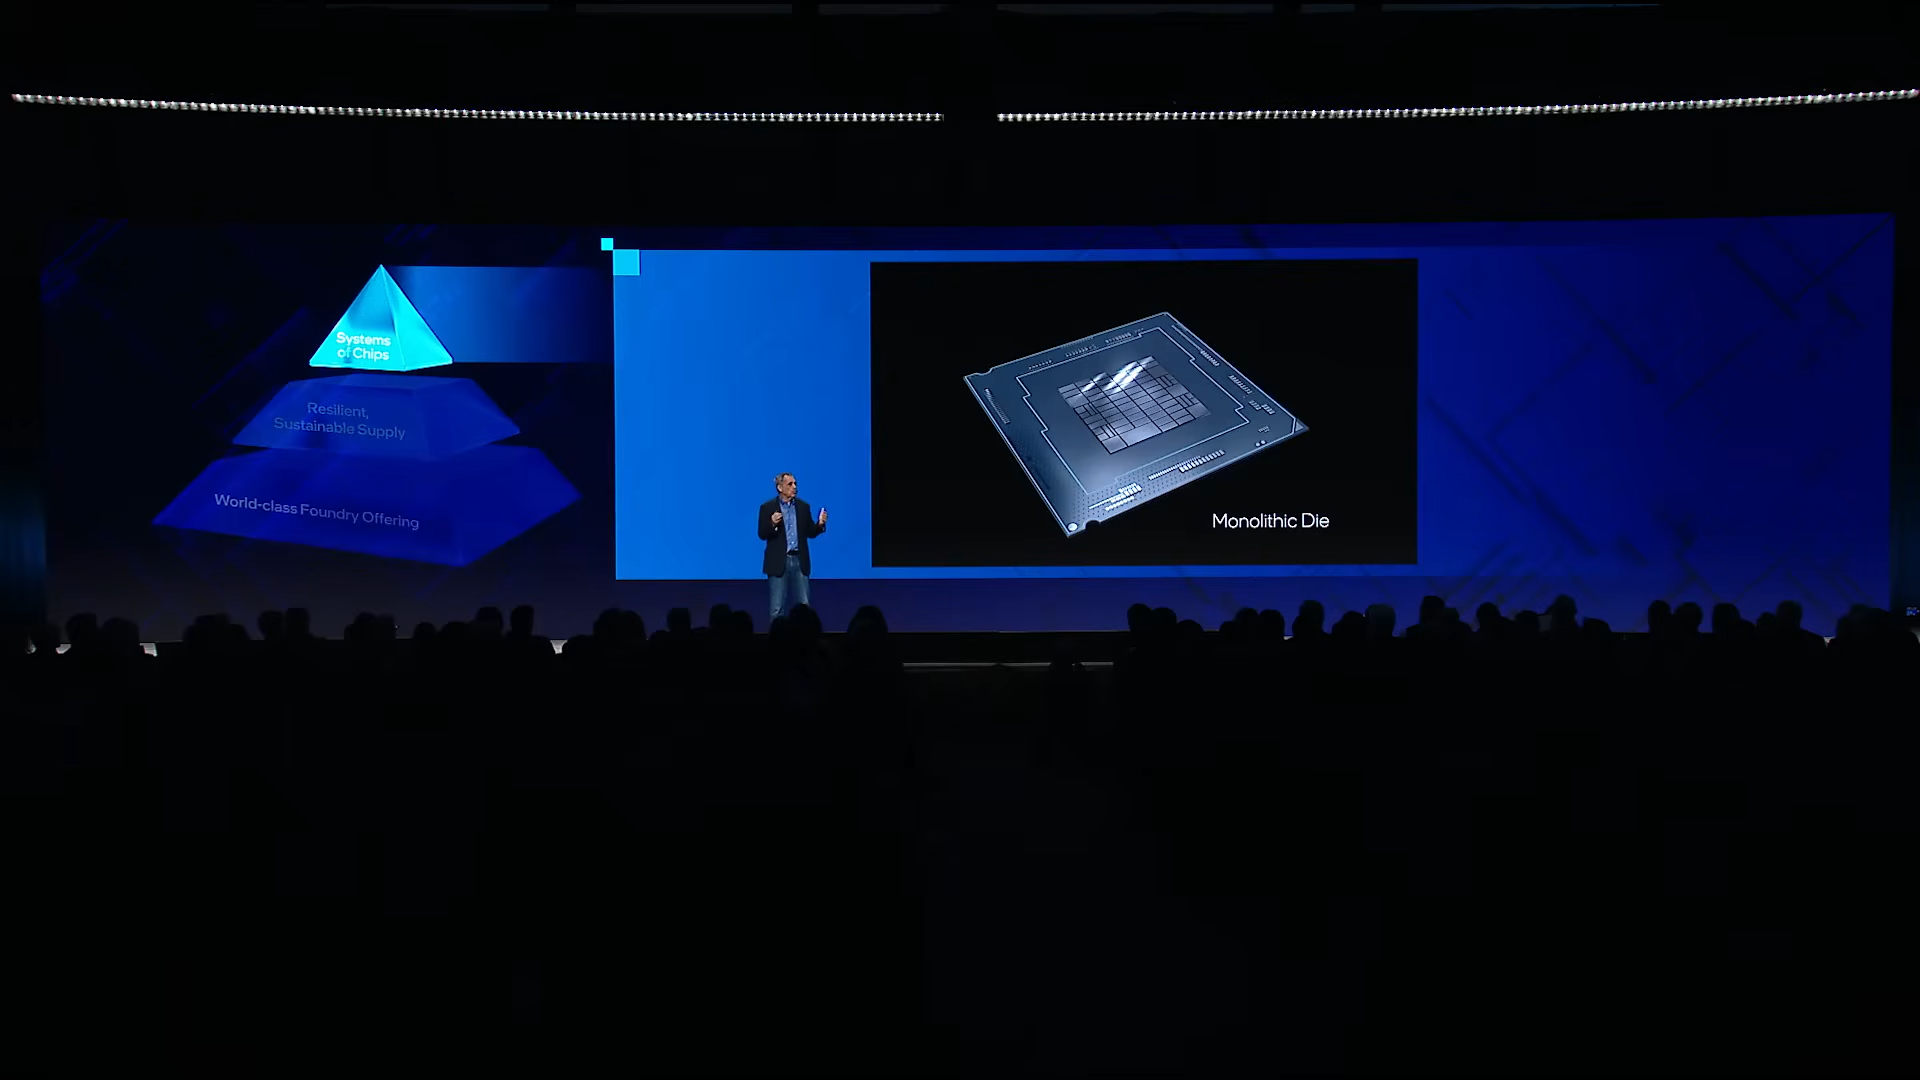 Systems
of Chips
Resilient,
Sustainable Supply
World-class Foundry Offering
Monolithic Die